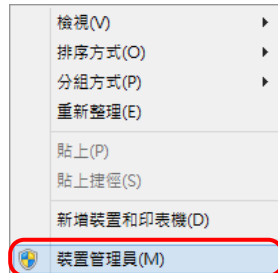 檢視(V)
排序方式(O)
分組方式(P)
重新整理(E)
貼上(P)
貼上捷徑(S)
新增裝置和印表機(D)
裝置管理員(M)